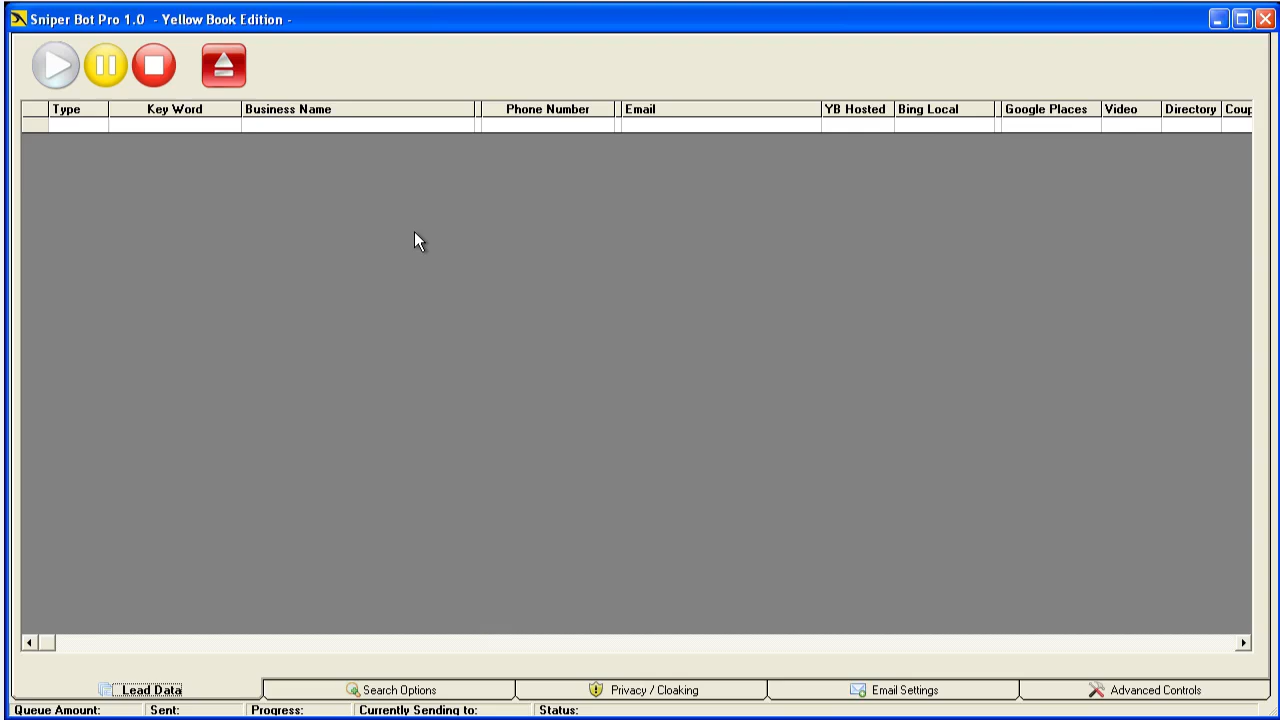 Sniper Bot Pro 1.0 - Yellow Book Edition -
Type Key Word Business Name Phone Number Email YB Hosted Bing Local Google Places Video Directory Coup
Lead Data Search Options Privacy / Cloaking Email Settings Advanced Controls
Queue Amount: Sent: Progress: Currently Sending to: Status: